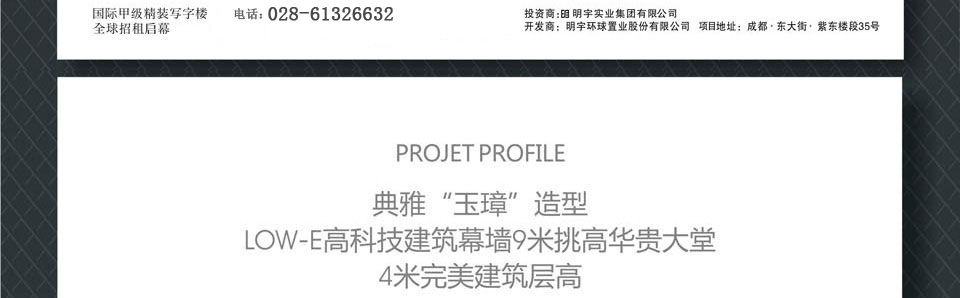 国际甲级精装写字楼
全球招租启幕
电话：028-61326632
投资商：明宇实业集团有限公司
开发商：明宇环球置业股份有限公司 项目地址：成都·东大街·紫东楼段35号
PROJET PROFILE
典雅“玉璋”造型
LOW-E高科技建筑幕墙9米挑高华贵大堂
4米完美建筑层高